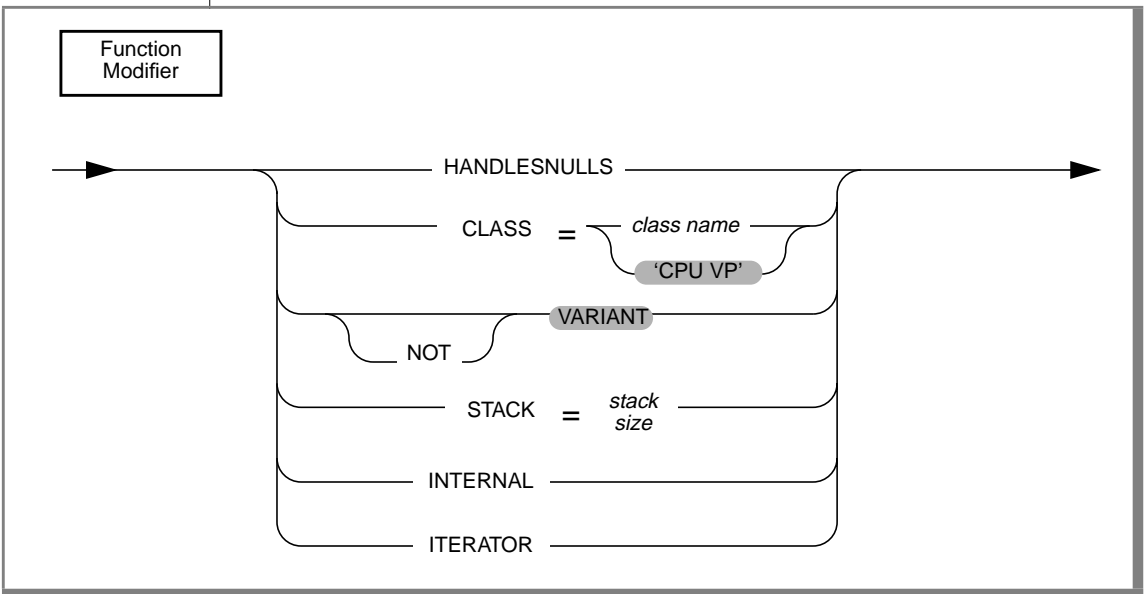 Function
Modifier
HANDLESNULLS
CLASS = class name
‘CPU VP’
VARIANT
NOT
STACK = stack
size
INTERNAL
ITERATOR